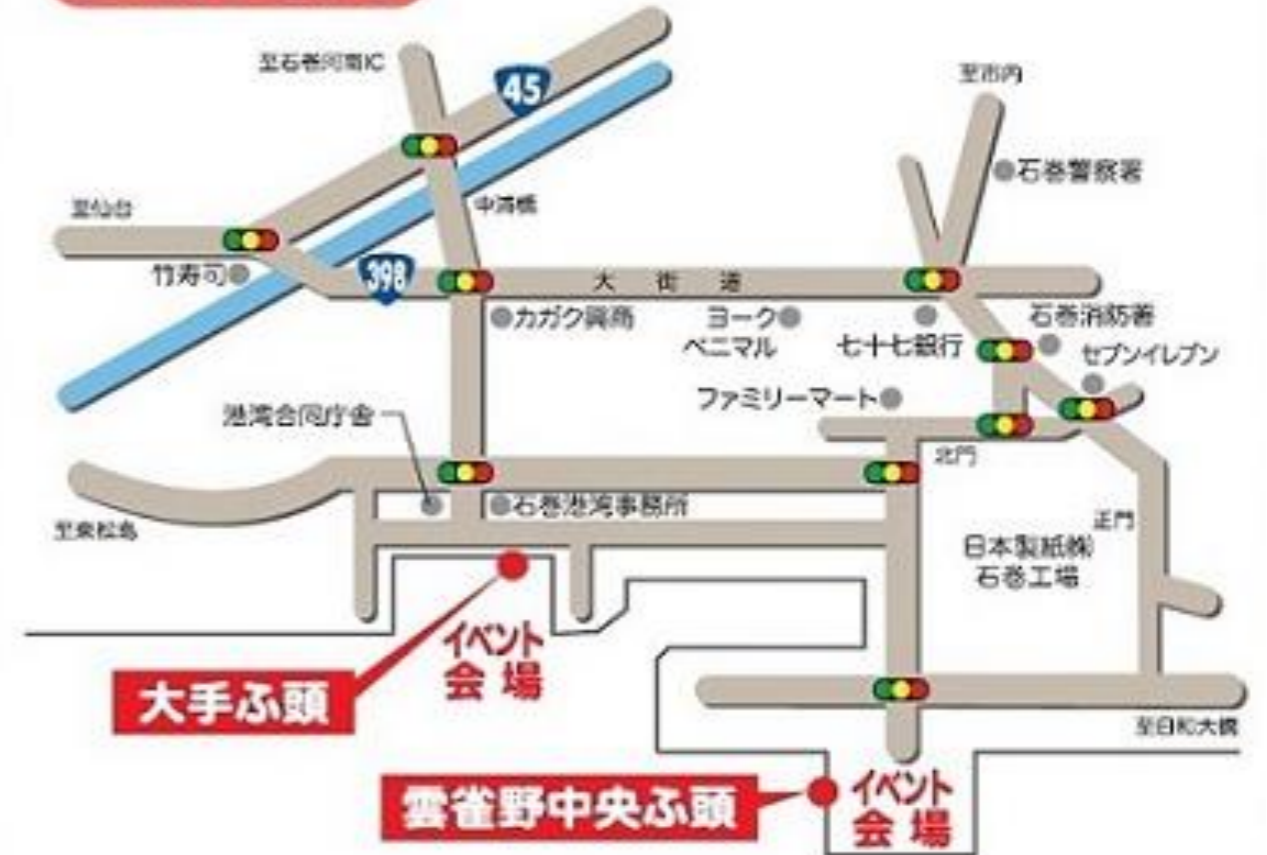 至石巻河南IC
45
至市内
石巻警察署
至仙台
中浦橋
竹寿司
398
大街道
カガク興商
ヨーク
ベニマル
七十七銀行
石巻消防署
セブンイレブン
ファミリーマート
港湾合同庁舎
北門
石巻港湾事務所
至東松島
正門
日本製紙㈱
石巻工場
イベント
会場
大手ふ頭
至日和大橋
雲雀野中央ふ頭
イベント
会場